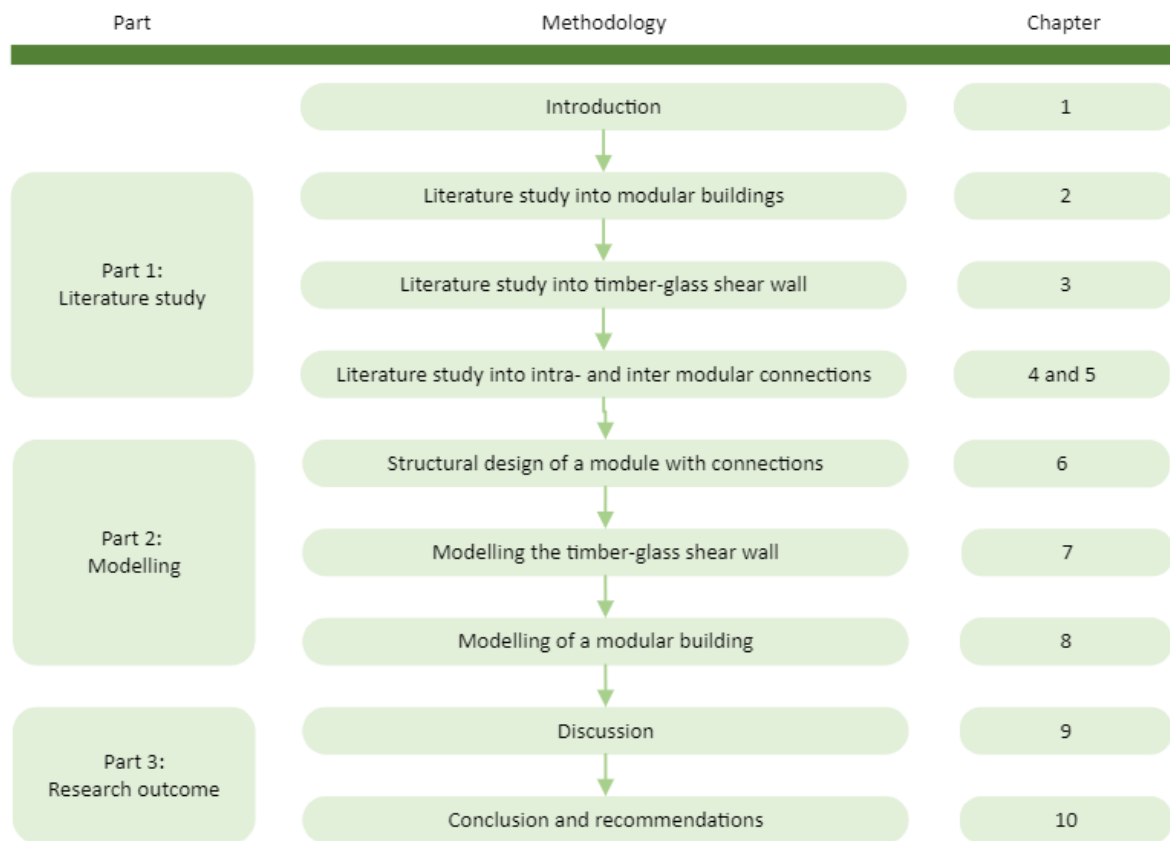 Part Methodology Chapter
Introduction 1
Literature study into modular buildings 2
Part 1:
Literature study
Literature study into timber-glass shear wall 3
Literature study into intra- and inter modular connections 4 and 5
Structural design of a module with connections 6
Part 2:
Modelling
Modelling the timber-glass shear wall 7
Modelling of a modular building 8
Discussion 9
Part 3:
Research outcome
Conclusion and recommendations 10